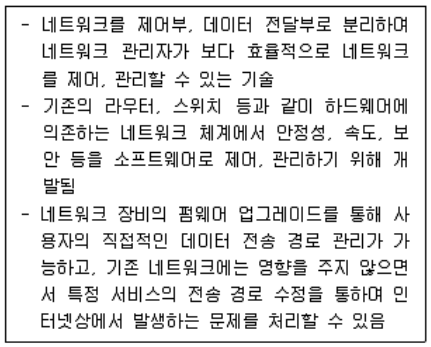 - 네트워크를 제어부, 데이터 전달부로 분리하여
네트워크 관리자가 보다 효율적으로 네트워크
를 제어, 관리할 수 있는 기술
- 기존의 라우터, 스위치 등과 같이 하드웨어에
의존하는 네트워크 체계에서 안정성, 속도, 보
안 등을 소프트웨어로 제어, 관리하기 위해 개
발됨
- 네트워크 장비의 펌웨어 업그레이드를 통해 사
용자의 직접적인 데이터 전송 경로 관리가 가
능하고, 기존 네트워크에는 영향을 주지 않으면
서 특정 서비스의 전송 경로 수정을 통하여 인
터넷상에서 발생하는 문제를 처리할 수 있음